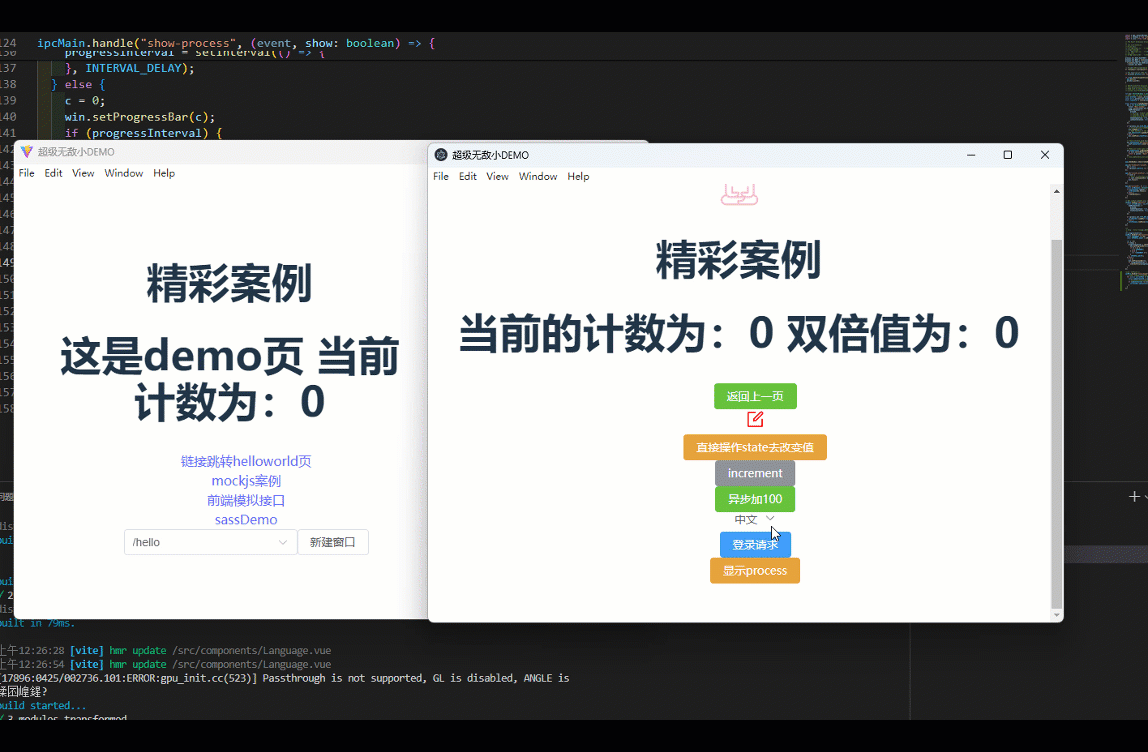 124 ipcMain.handle("show-process", (event, show: boolean) => {
progressInterval = setInterval(() => {
137 }, INTERVAL_DELAY);
138 } else {
139 c = 0;
140 win.setProgressBar(c);
141 if (progressInterval) {
超级无敌小DEMO
File Edit View Window Help
精彩案例
这是demo页 当前
计数为：0
链接跳转helloworld页
mockjs案例
前端模拟接口
sassDemo
/hello
新建窗口
超级无敌小DEMO
File Edit View Window Help
精彩案例
当前的计数为：0 双倍值为：0
返回上一页
直接操作state去改变值
increment
异步加100
中文
登录请求
显示process
built in 79ms.
上午12:26:28 [vite] hmr update /src/components/Language.vue
上午12:26:54 [vite] hmr update /src/components/Language.vue
[17896:0425/002736.101:ERROR:gpu_init.cc(523)] Passthrough is not supported, GL is disabled, ANGLE is
build started...
3 modules transformed